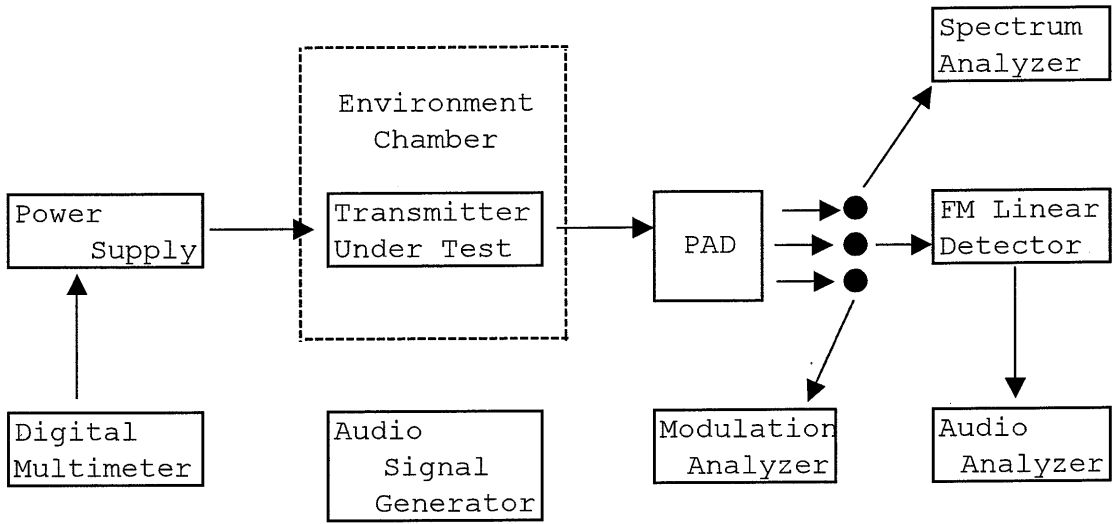 Spectrum
Analyzer
Environment
Chamber
Power
Supply
Transmitter
Under Test
PAD
FM Linear
Detector
Digital
Multimeter
Audio
Signal
Generator
Modulation
Analyzer
Audio
Analyzer